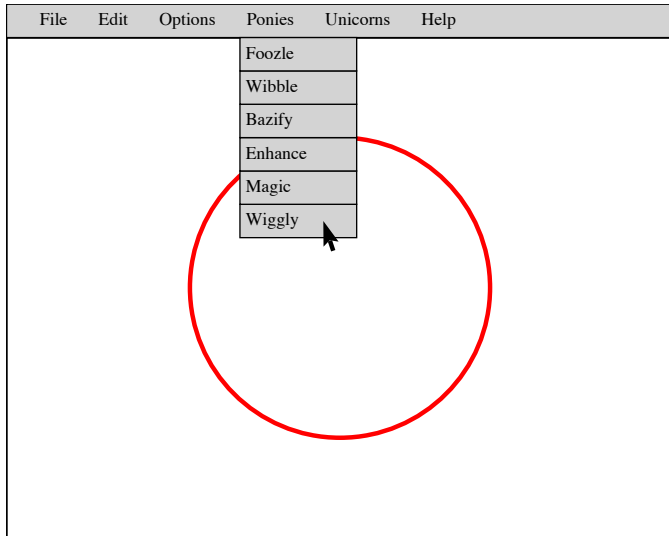 File Edit Options Ponies Unicorns Help
Foozle
Wibble
Bazify
Enhance
Magic
Wiggly